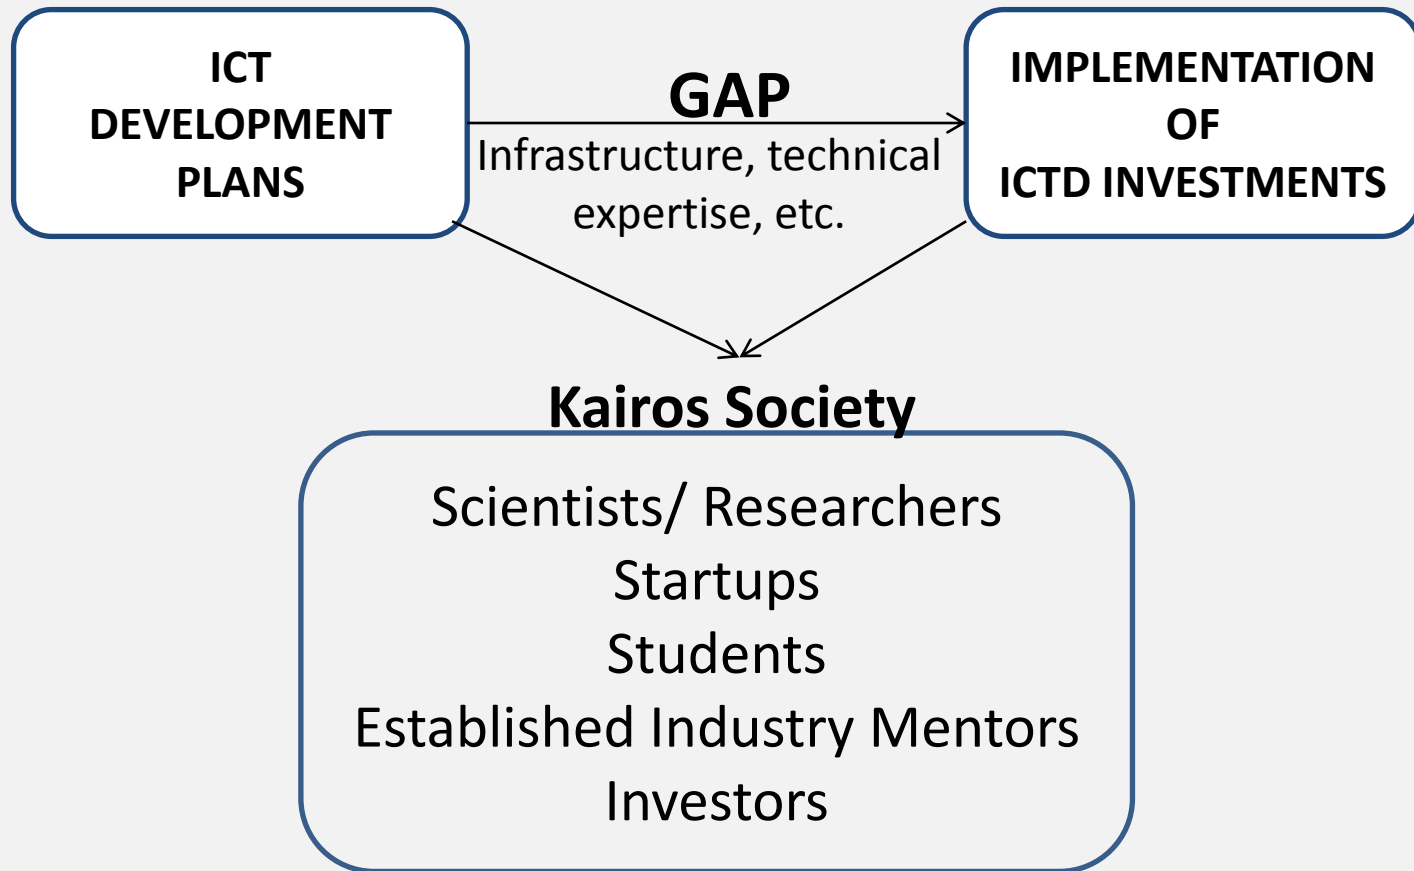 ICT
DEVELOPMENT
PLANS
GAP
Infrastructure, technical
expertise, etc.
IMPLEMENTATION
OF
ICTD INVESTMENTS
Kairos Society
Scientists/ Researchers
Startups
Students
Established Industry Mentors
Investors